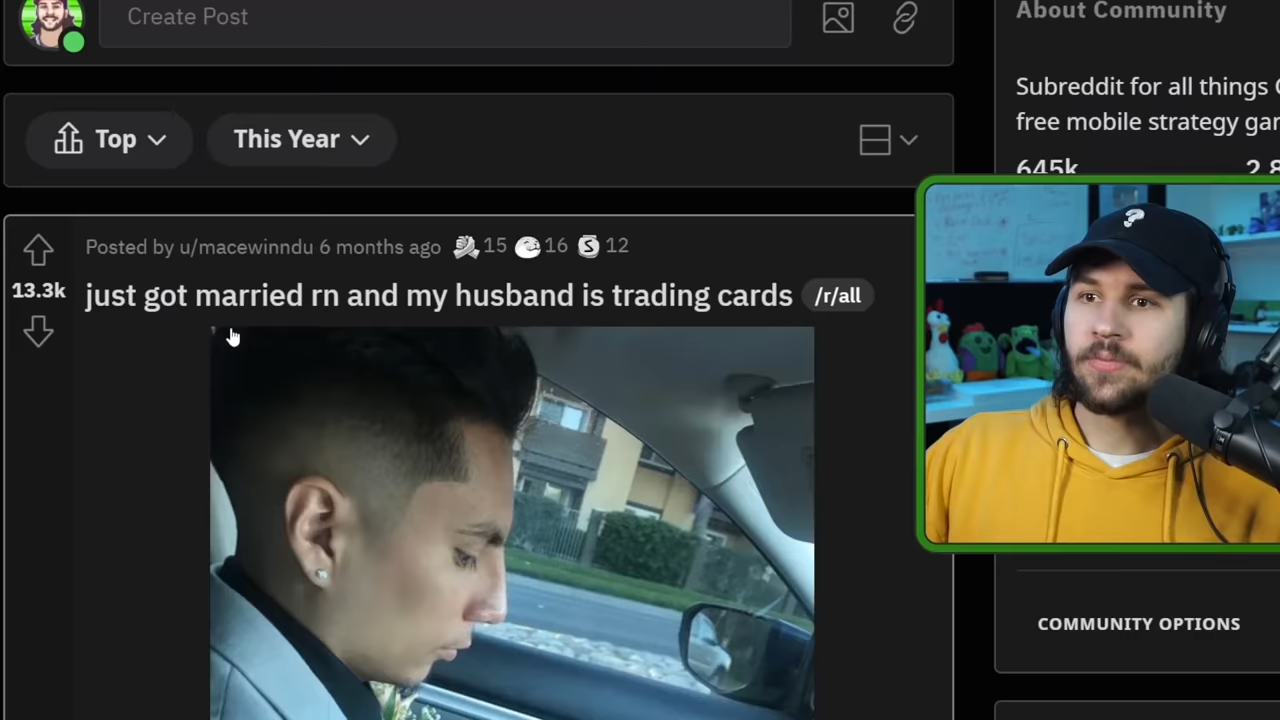 Create Post
About Community
Subreddit for all things
free mobile strategy
645k
Top
This Year
Posted by u/macewinndu 6 months ago 15 16 12
13.3k
just got married rn and my husband is trading cards /r/all
?
COMMUNITY OPTIONS